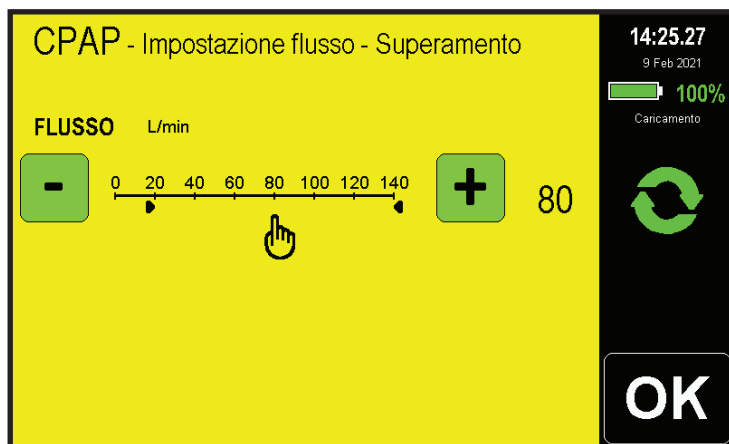 CPAP - Impostazione flusso - Superamento
14:25.27
9 Feb 2021
100%
Caricamento
FLUSSO L/min
- 0 20 40 60 80 100 120 140 + 80
OK